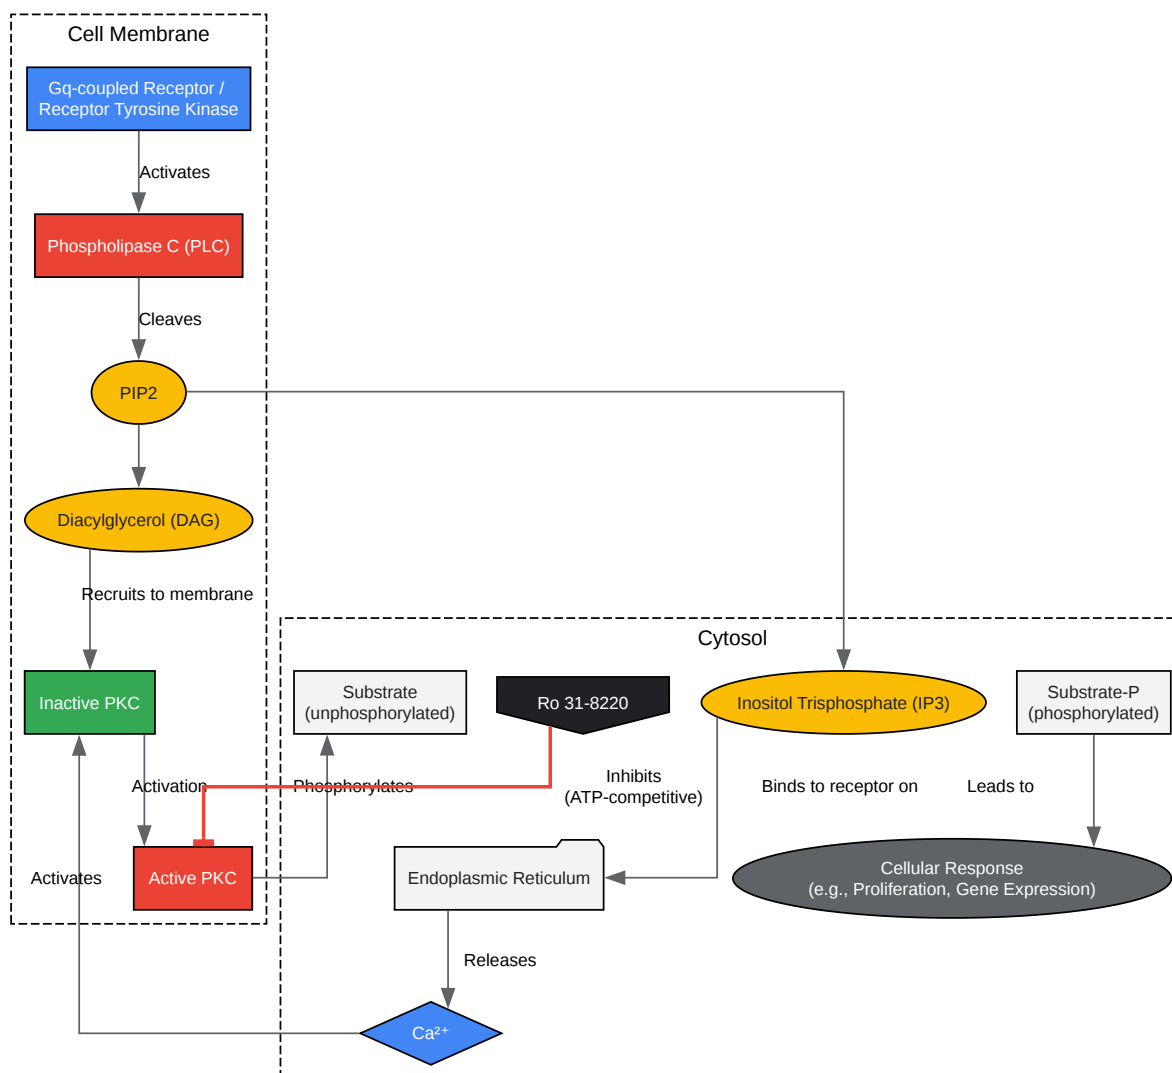 Cell Membrane
Gq-coupled Receptor /
Receptor Tyrosine Kinase
Activates
Phospholipase C (PLC)
Cleaves
PIP2
Diacylglycerol (DAG)
Recruits to membrane
Cytosol
Inactive PKC
Substrate
(unphosphorylated)
Ro 31-8220
Inositol Trisphosphate (IP3)
Substrate-P
(phosphorylated)
Activation
Phosphorylates
Inhibits
(ATP-competitive)
Binds to receptor on
Leads to
Activates
Active PKC
Endoplasmic Reticulum
Cellular Response
(e.g., Proliferation, Gene Expression)
Releases
Ca²⁺